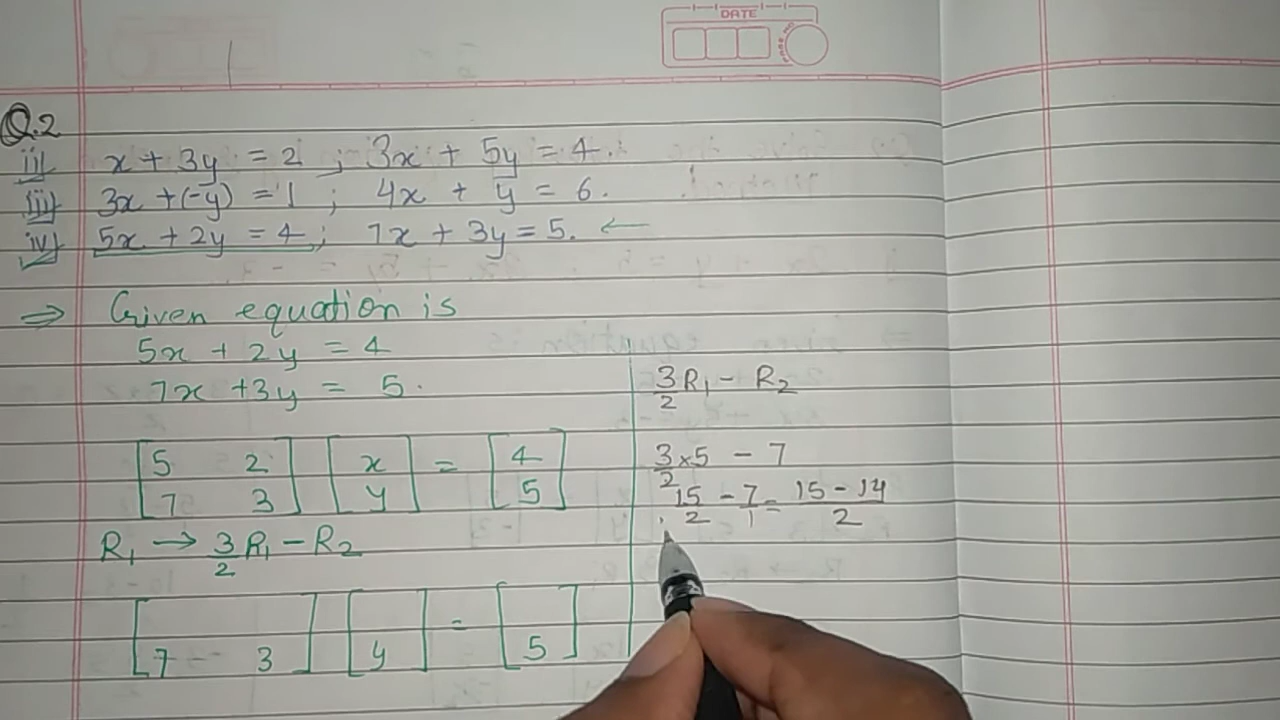 DATE
Q.2
ii) x + 3y = 2 ; 3x + 5y = 4.
iii) 3x +(-y) = 1 ; 4x + y = 6.
iv) 5x + 2y = 4 ; 7x + 3y = 5. ←
⇒ Given equation is
5x + 2y = 4
7x +3y = 5.
[5 2] [x] = [4]
[7 3] [y] [5]
R₁ → 3/2 R₁ - R₂
[ ] [ ] = [ ]
[7 3] [y] [5]
3/2 R₁ - R₂
3/2 ×5 - 7
15/2 - 7/1 = 15 - 14/2